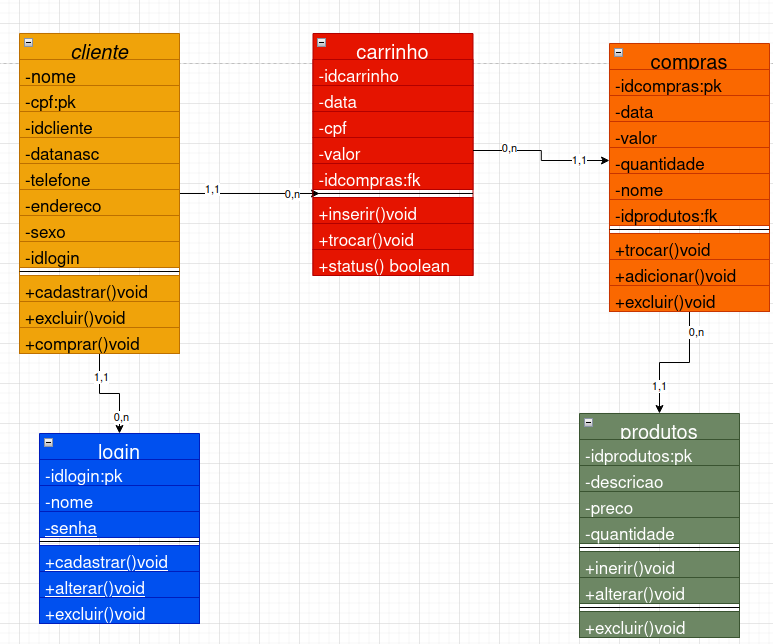 cliente
-nome
-cpf:pk
-idcliente
-datanasc
-telefone
-endereco
-sexo
-idlogin
+cadastrar()void
+excluir()void
+comprar()void
1,1
0,n
carrinho
-idcarrinho
-data
-cpf
-valor
-idcompras:fk
+inserir()void
+trocar()void
+status() boolean
0,n
1,1
compras
-idcompras:pk
-data
-valor
-quantidade
-nome
-idprodutos:fk
+trocar()void
+adicionar()void
+excluir()void
1,1
0,n
login
-idlogin:pk
-nome
-senha
+cadastrar()void
+alterar()void
+excluir()void
0,n
1,1
produtos
-idprodutos:pk
-descricao
-preco
-quantidade
+inerir()void
+alterar()void
+excluir()void